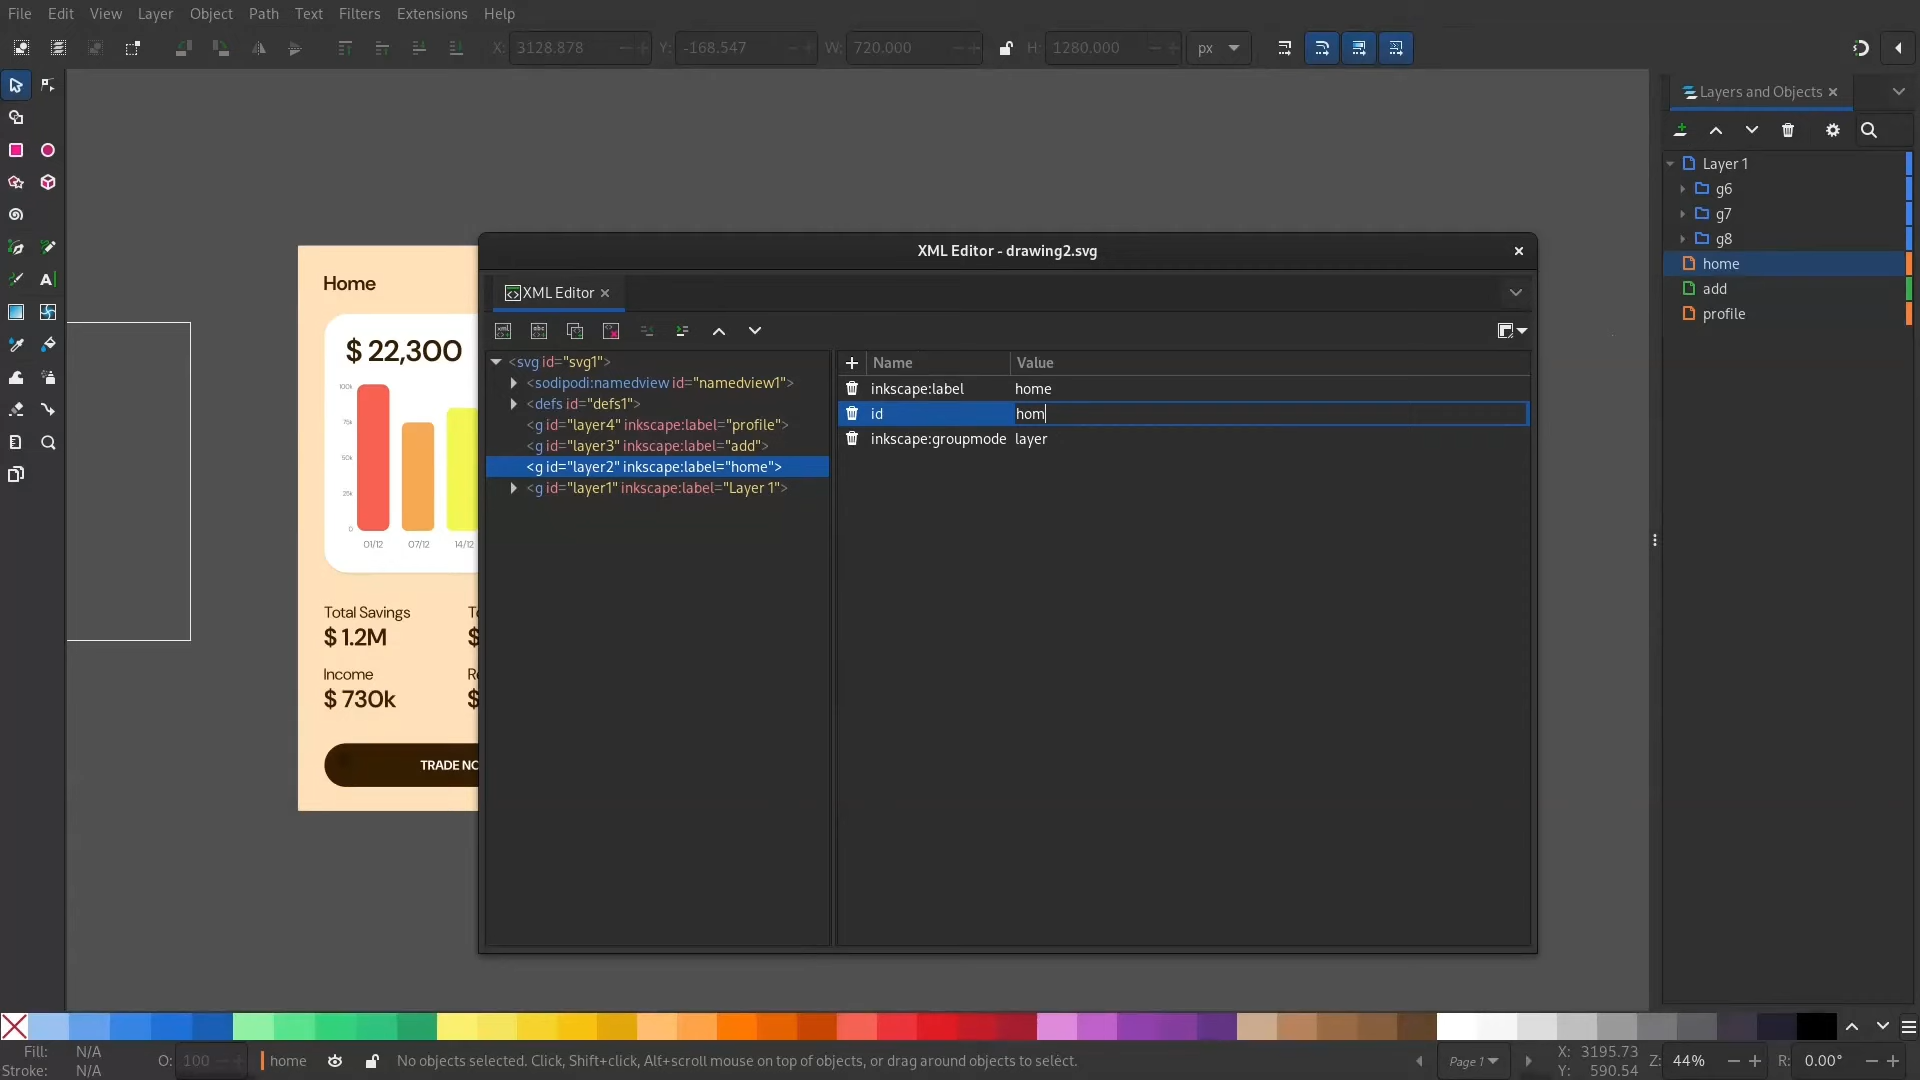 File Edit View Layer Object Path Text Filters Extensions Help
X: 3128.878 Y: -168.547 W: 720.000 H: 1280.000 px
Layers and Objects
Layer 1
g6
g7
g8
home
add
profile
XML Editor - drawing2.svg
XML Editor
<svg id="svg1">
<sodipodi:namedview id="namedview1">
<defs id="defs1">
<g id="layer4" inkscape:label="profile">
<g id="layer3" inkscape:label="add">
<g id="layer2" inkscape:label="home">
<g id="layer1" inkscape:label="Layer 1">
Name Value
inkscape:label home
id hom
inkscape:groupmode layer
Home
$ 22,300
100k
75k
50k
25k
0
01/12 07/12 14/12
Total Savings
$ 1.2M
Income
$ 730k
TRADE NO
Fill: N/A
Stroke: N/A
O: 100
home
No objects selected. Click, Shift+click, Alt+scroll mouse on top of objects, or drag around objects to select.
Page 1
X: 3195.73
Y: 590.54
Z: 44%
R: 0.00°